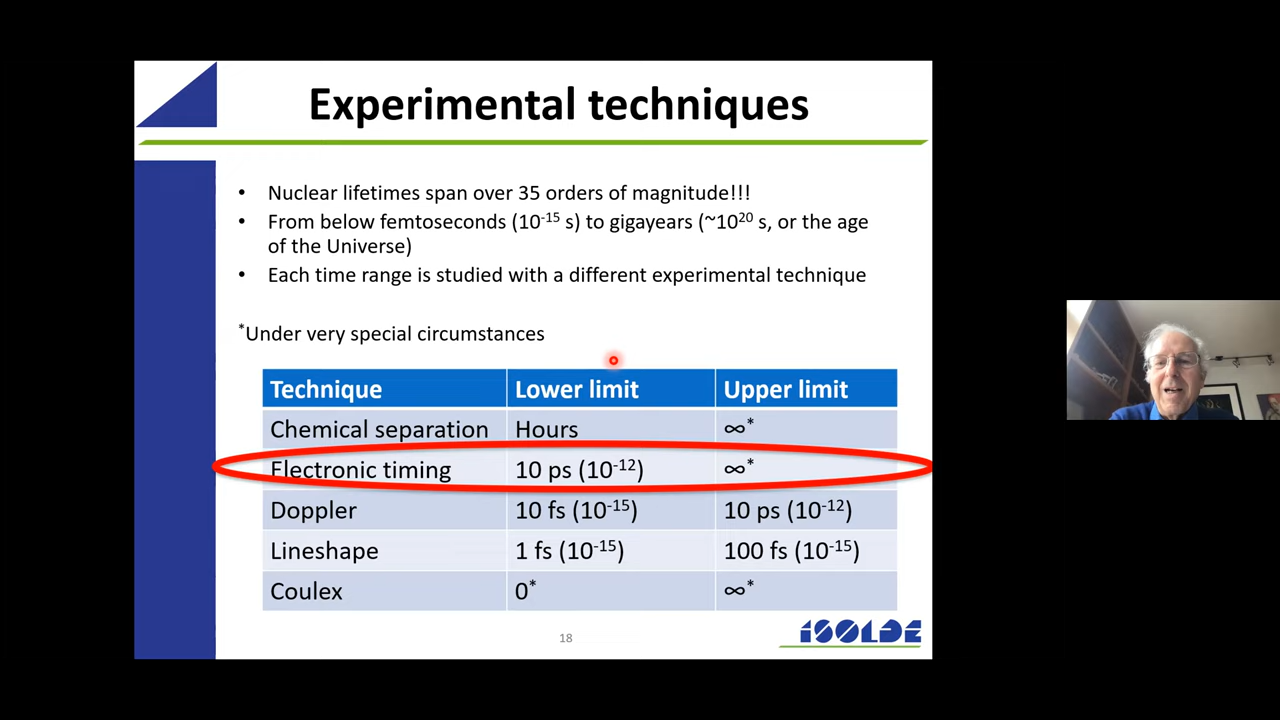 Experimental techniques
• Nuclear lifetimes span over 35 orders of magnitude!!!
• From below femtoseconds (10⁻¹⁵ s) to gigayears (~10²⁰ s, or the age
of the Universe)
• Each time range is studied with a different experimental technique
*Under very special circumstances
Technique Lower limit Upper limit
Chemical separation Hours ∞*
Electronic timing 10 ps (10⁻¹²) ∞*
Doppler 10 fs (10⁻¹⁵) 10 ps (10⁻¹²)
Lineshape 1 fs (10⁻¹⁵) 100 fs (10⁻¹⁵)
Coulex 0* ∞*
18
ISOLDE